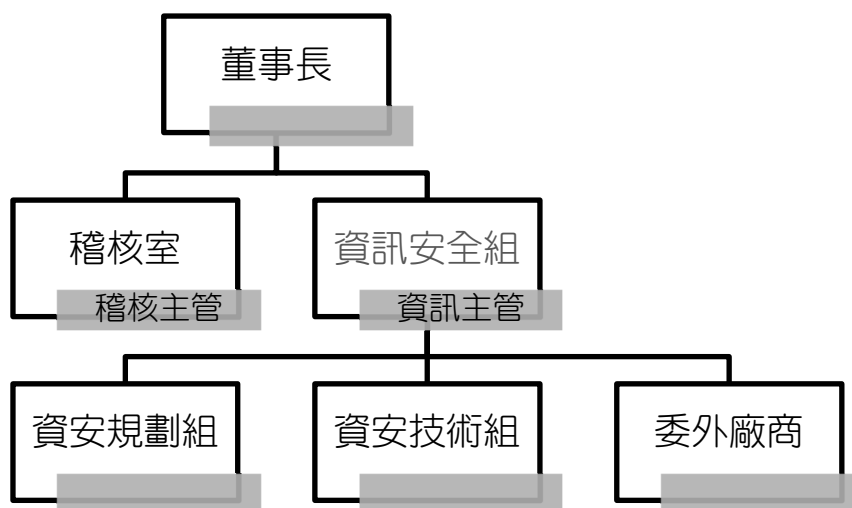 董事長
稽核室
稽核主管
資訊安全組
資訊主管
資安規劃組
資安技術組
委外廠商